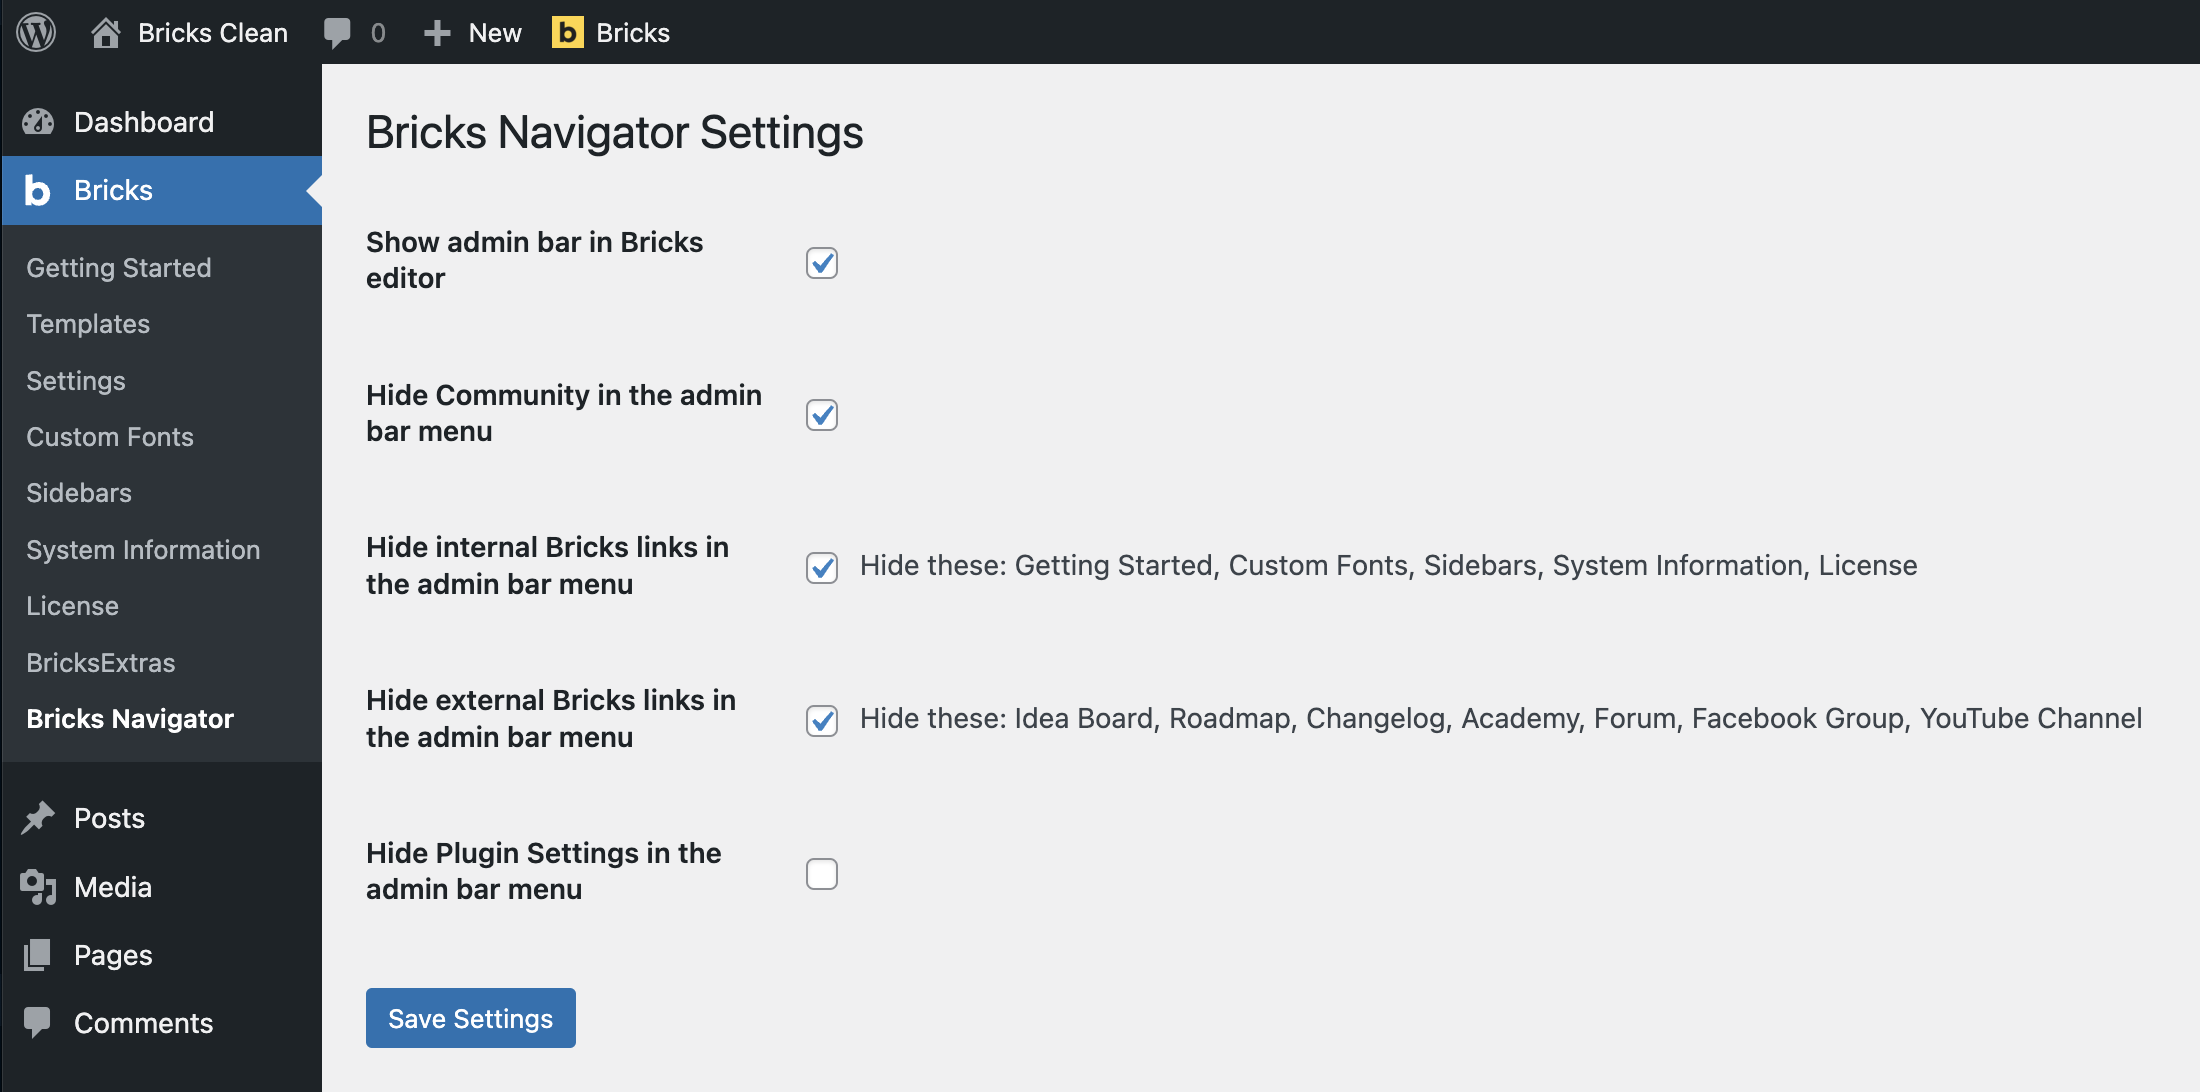 Bricks Clean
0
New
b
Bricks
Dashboard
b
Bricks
Getting Started
Templates
Settings
Custom Fonts
Sidebars
System Information
License
BricksExtras
Bricks Navigator
Posts
Media
Pages
Comments
Bricks Navigator Settings
Show admin bar in Bricks
editor
Hide Community in the admin
bar menu
Hide internal Bricks links in
the admin bar menu
Hide these: Getting Started, Custom Fonts, Sidebars, System Information, License
Hide external Bricks links in
the admin bar menu
Hide these: Idea Board, Roadmap, Changelog, Academy, Forum, Facebook Group, YouTube Channel
Hide Plugin Settings in the
admin bar menu
Save Settings